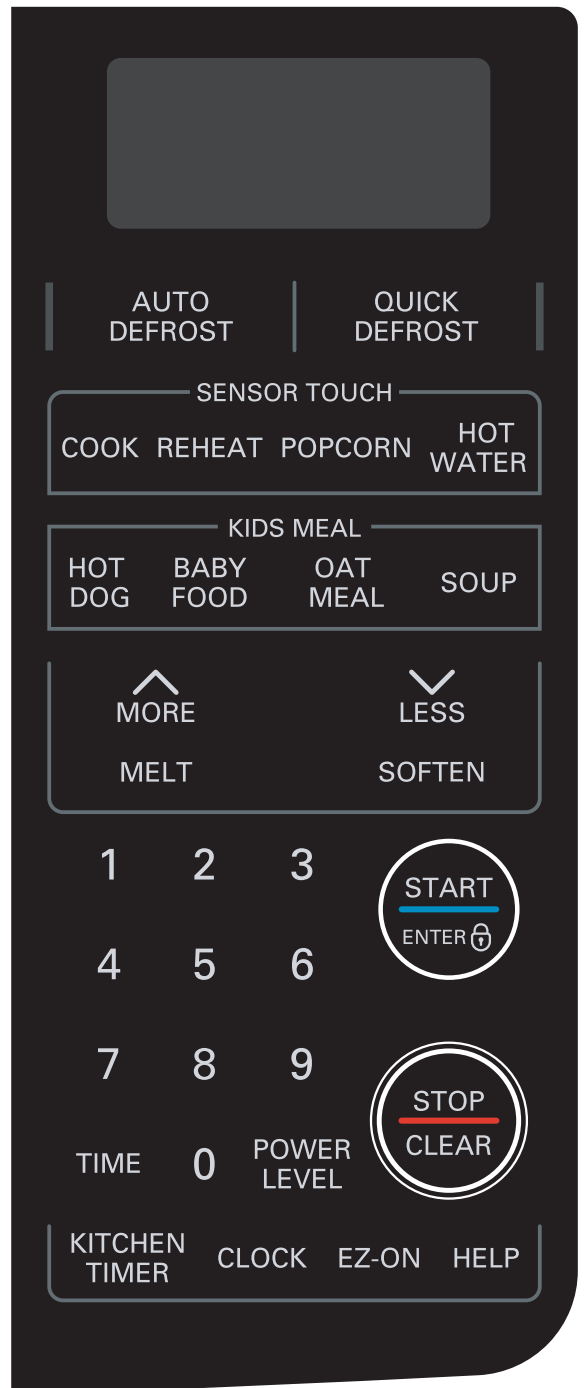 AUTO
DEFROST
QUICK
DEFROST
SENSOR TOUCH
COOK REHEAT POPCORN HOT
WATER
KIDS MEAL
HOT
DOG
BABY
FOOD
OAT
MEAL
SOUP
MORE
LESS
MELT
SOFTEN
1 2 3
START
ENTER
4 5 6
7 8 9
STOP
CLEAR
TIME 0 POWER
LEVEL
KITCHEN
TIMER
CLOCK
EZ-ON
HELP